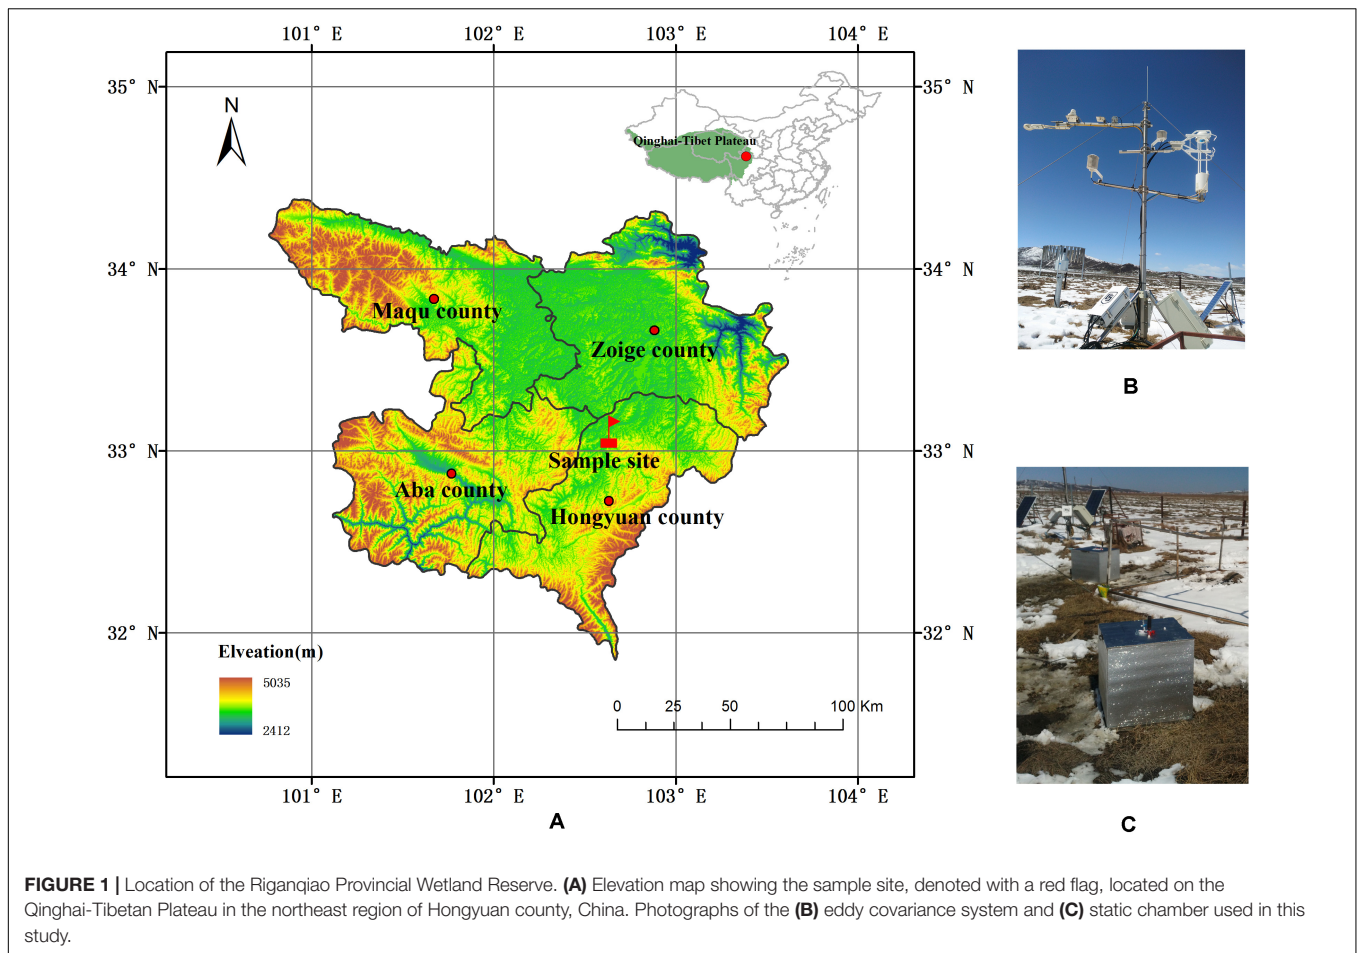 101° E 102° E 103° E 104° E
35° N 35° N
N
Qinghai-Tibet Plateau
34° N 34° N
Maqu county
Zoige county
33° N 33° N
Sample site
Aba county
Hongyuan county
32° N 32° N
Elveation(m)
5035
2412
0 25 50 100 Km
101° E 102° E 103° E 104° E
A
B
C
FIGURE 1 | Location of the Riganqiao Provincial Wetland Reserve. (A) Elevation map showing the sample site, denoted with a red flag, located on the
Qinghai-Tibetan Plateau in the northeast region of Hongyuan county, China. Photographs of the (B) eddy covariance system and (C) static chamber used in this
study.